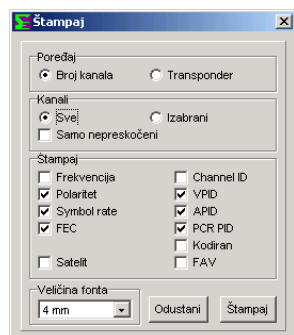 Štampaj
Poređaj
Broj kanala Transponder
Kanali
Sve Izabrani
Samo nepreskočeni
Štampaj
Frekvencija Channel ID
Polaritet VPID
Symbol rate APID
FEC PCR PID
Kodiran
Satelit FAV
Veličina fonta
4 mm Odustani Štampaj